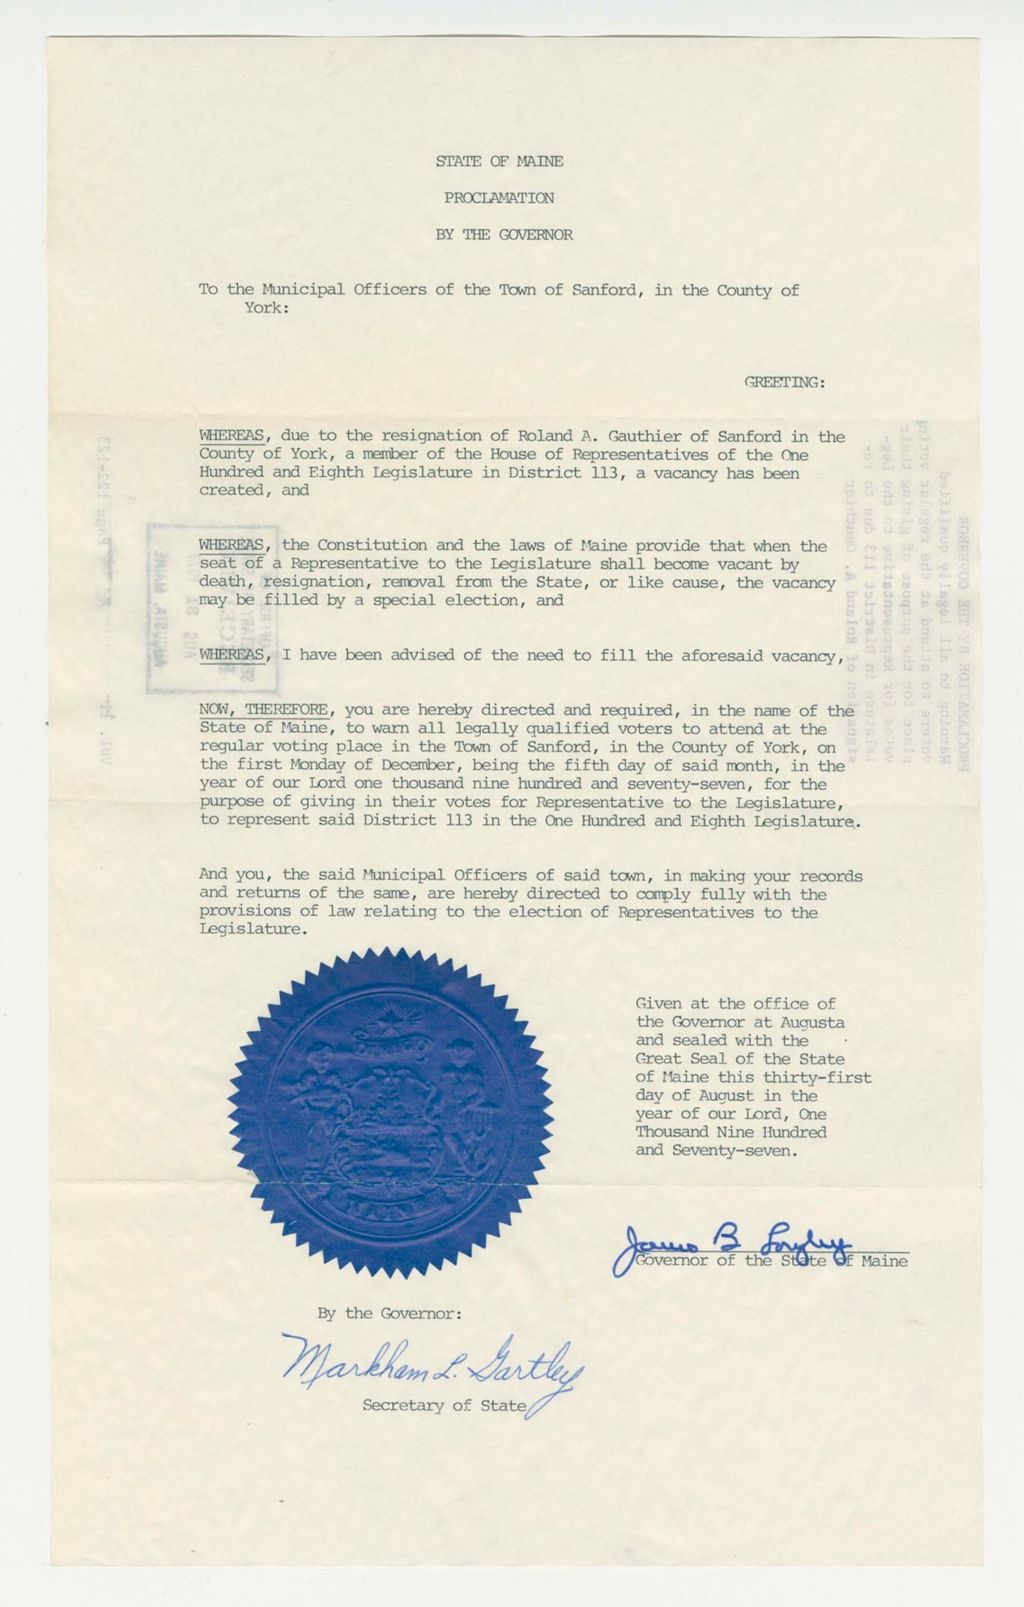 STATE OF MAINE
PROCLAMATION
BY THE GOVERNOR
To the Municipal Officers of the Town of Sanford, in the County of
York:
GREETING:
WHEREAS, due to the resignation of Roland A. Gauthier of Sanford in the
County of York, a member of the House of Representatives of the One
Hundred and Eighth Legislature in District 113, a vacancy has been
created, and
WHEREAS, the Constitution and the laws of Maine provide that when the
seat of a Representative to the Legislature shall become vacant by
death, resignation, removal from the State, or like cause, the vacancy
may be filled by a special election, and
WHEREAS, I have been advised of the need to fill the aforesaid vacancy,
NOW, THEREFORE, you are hereby directed and required, in the name of the
State of Maine, to warn all legally qualified voters to attend at the
regular voting place in the Town of Sanford, in the County of York, on
the first Monday of December, being the fifth day of said month, in the
year of our Lord one thousand nine hundred and seventy-seven, for the
purpose of giving in their votes for Representative to the Legislature,
to represent said District 113 in the One Hundred and Eighth Legislature.
And you, the said Municipal Officers of said town, in making your records
and returns of the same, are hereby directed to comply fully with the
provisions of law relating to the election of Representatives to the
Legislature.
Given at the office of
the Governor at Augusta
and sealed with the
Great Seal of the State
of Maine this thirty-first
day of August in the
year of our Lord, One
Thousand Nine Hundred
and Seventy-seven.
James B Longley
Governor of the State of Maine
By the Governor:
Markham L. Gartley
Secretary of State